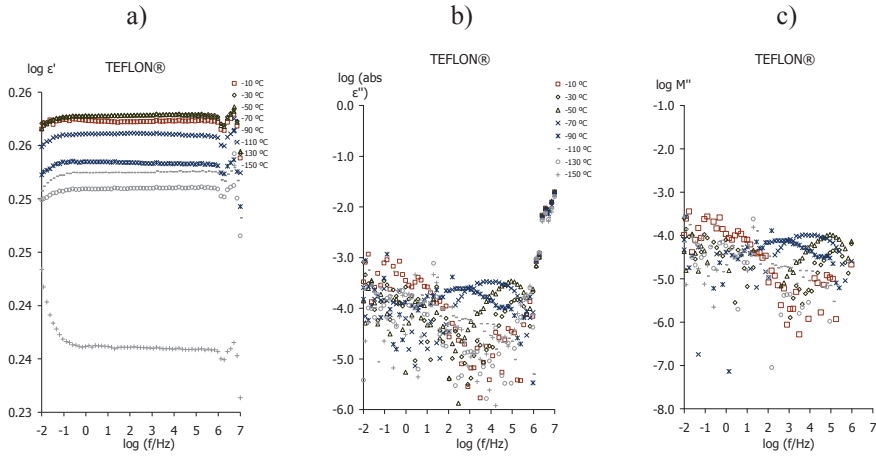 a)
b)
c)
log ε'
TEFLON®
-10 ºC
-30 ºC
-50 ºC
-70 ºC
-90 ºC
-110 ºC
-130 ºC
-150 ºC
0.26
0.26
0.25
0.25
0.24
0.24
0.23
-2 -1 0 1 2 3 4 5 6 7
log (f/Hz)
log (abs
ε'')
TEFLON®
-10 ºC
-30 ºC
-50 ºC
-70 ºC
-90 ºC
-110 ºC
-130 ºC
-150 ºC
0.0
-1.0
-2.0
-3.0
-4.0
-5.0
-6.0
-2 -1 0 1 2 3 4 5 6 7
log (f/Hz)
TEFLON®
log M''
-1.0
-2.0
-3.0
-4.0
-5.0
-6.0
-7.0
-8.0
-2 -1 0 1 2 3 4 5 6 7
log (f/Hz)